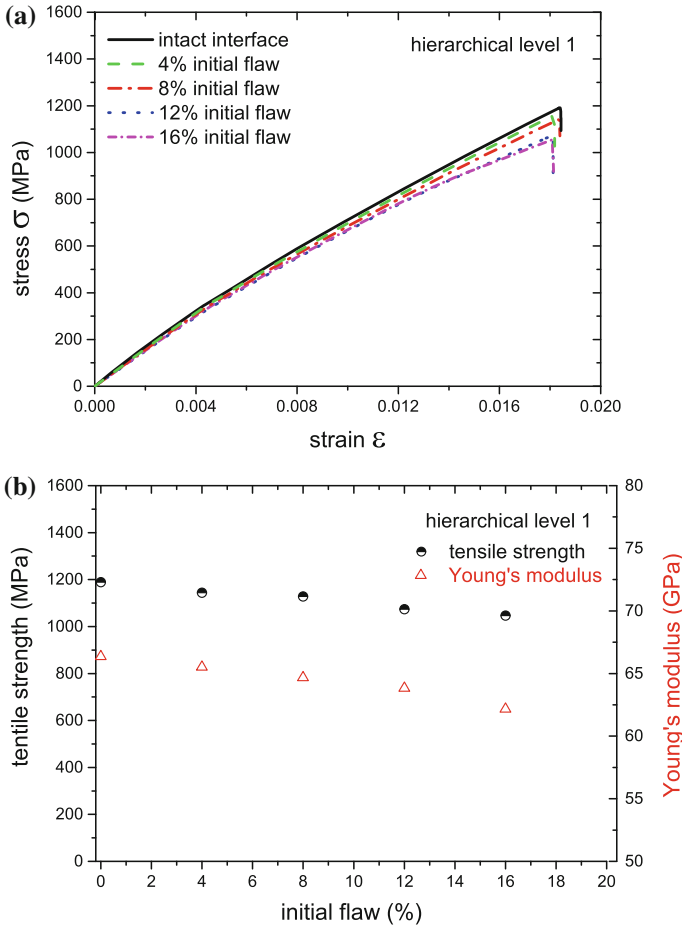 (a)
1600
1400
1200
1000
800
600
400
200
0
stress σ (MPa)
intact interface
4% initial flaw
8% initial flaw
12% initial flaw
16% initial flaw
hierarchical level 1
0.000 0.004 0.008 0.012 0.016 0.020
strain ε
(b)
1600
1400
1200
1000
800
600
400
200
0
tentile strength (MPa)
hierarchical level 1
tensile strength
Young's modulus
80
75
70
65
60
55
50
Young's modulus (GPa)
0 2 4 6 8 10 12 14 16 18 20
initial flaw (%)